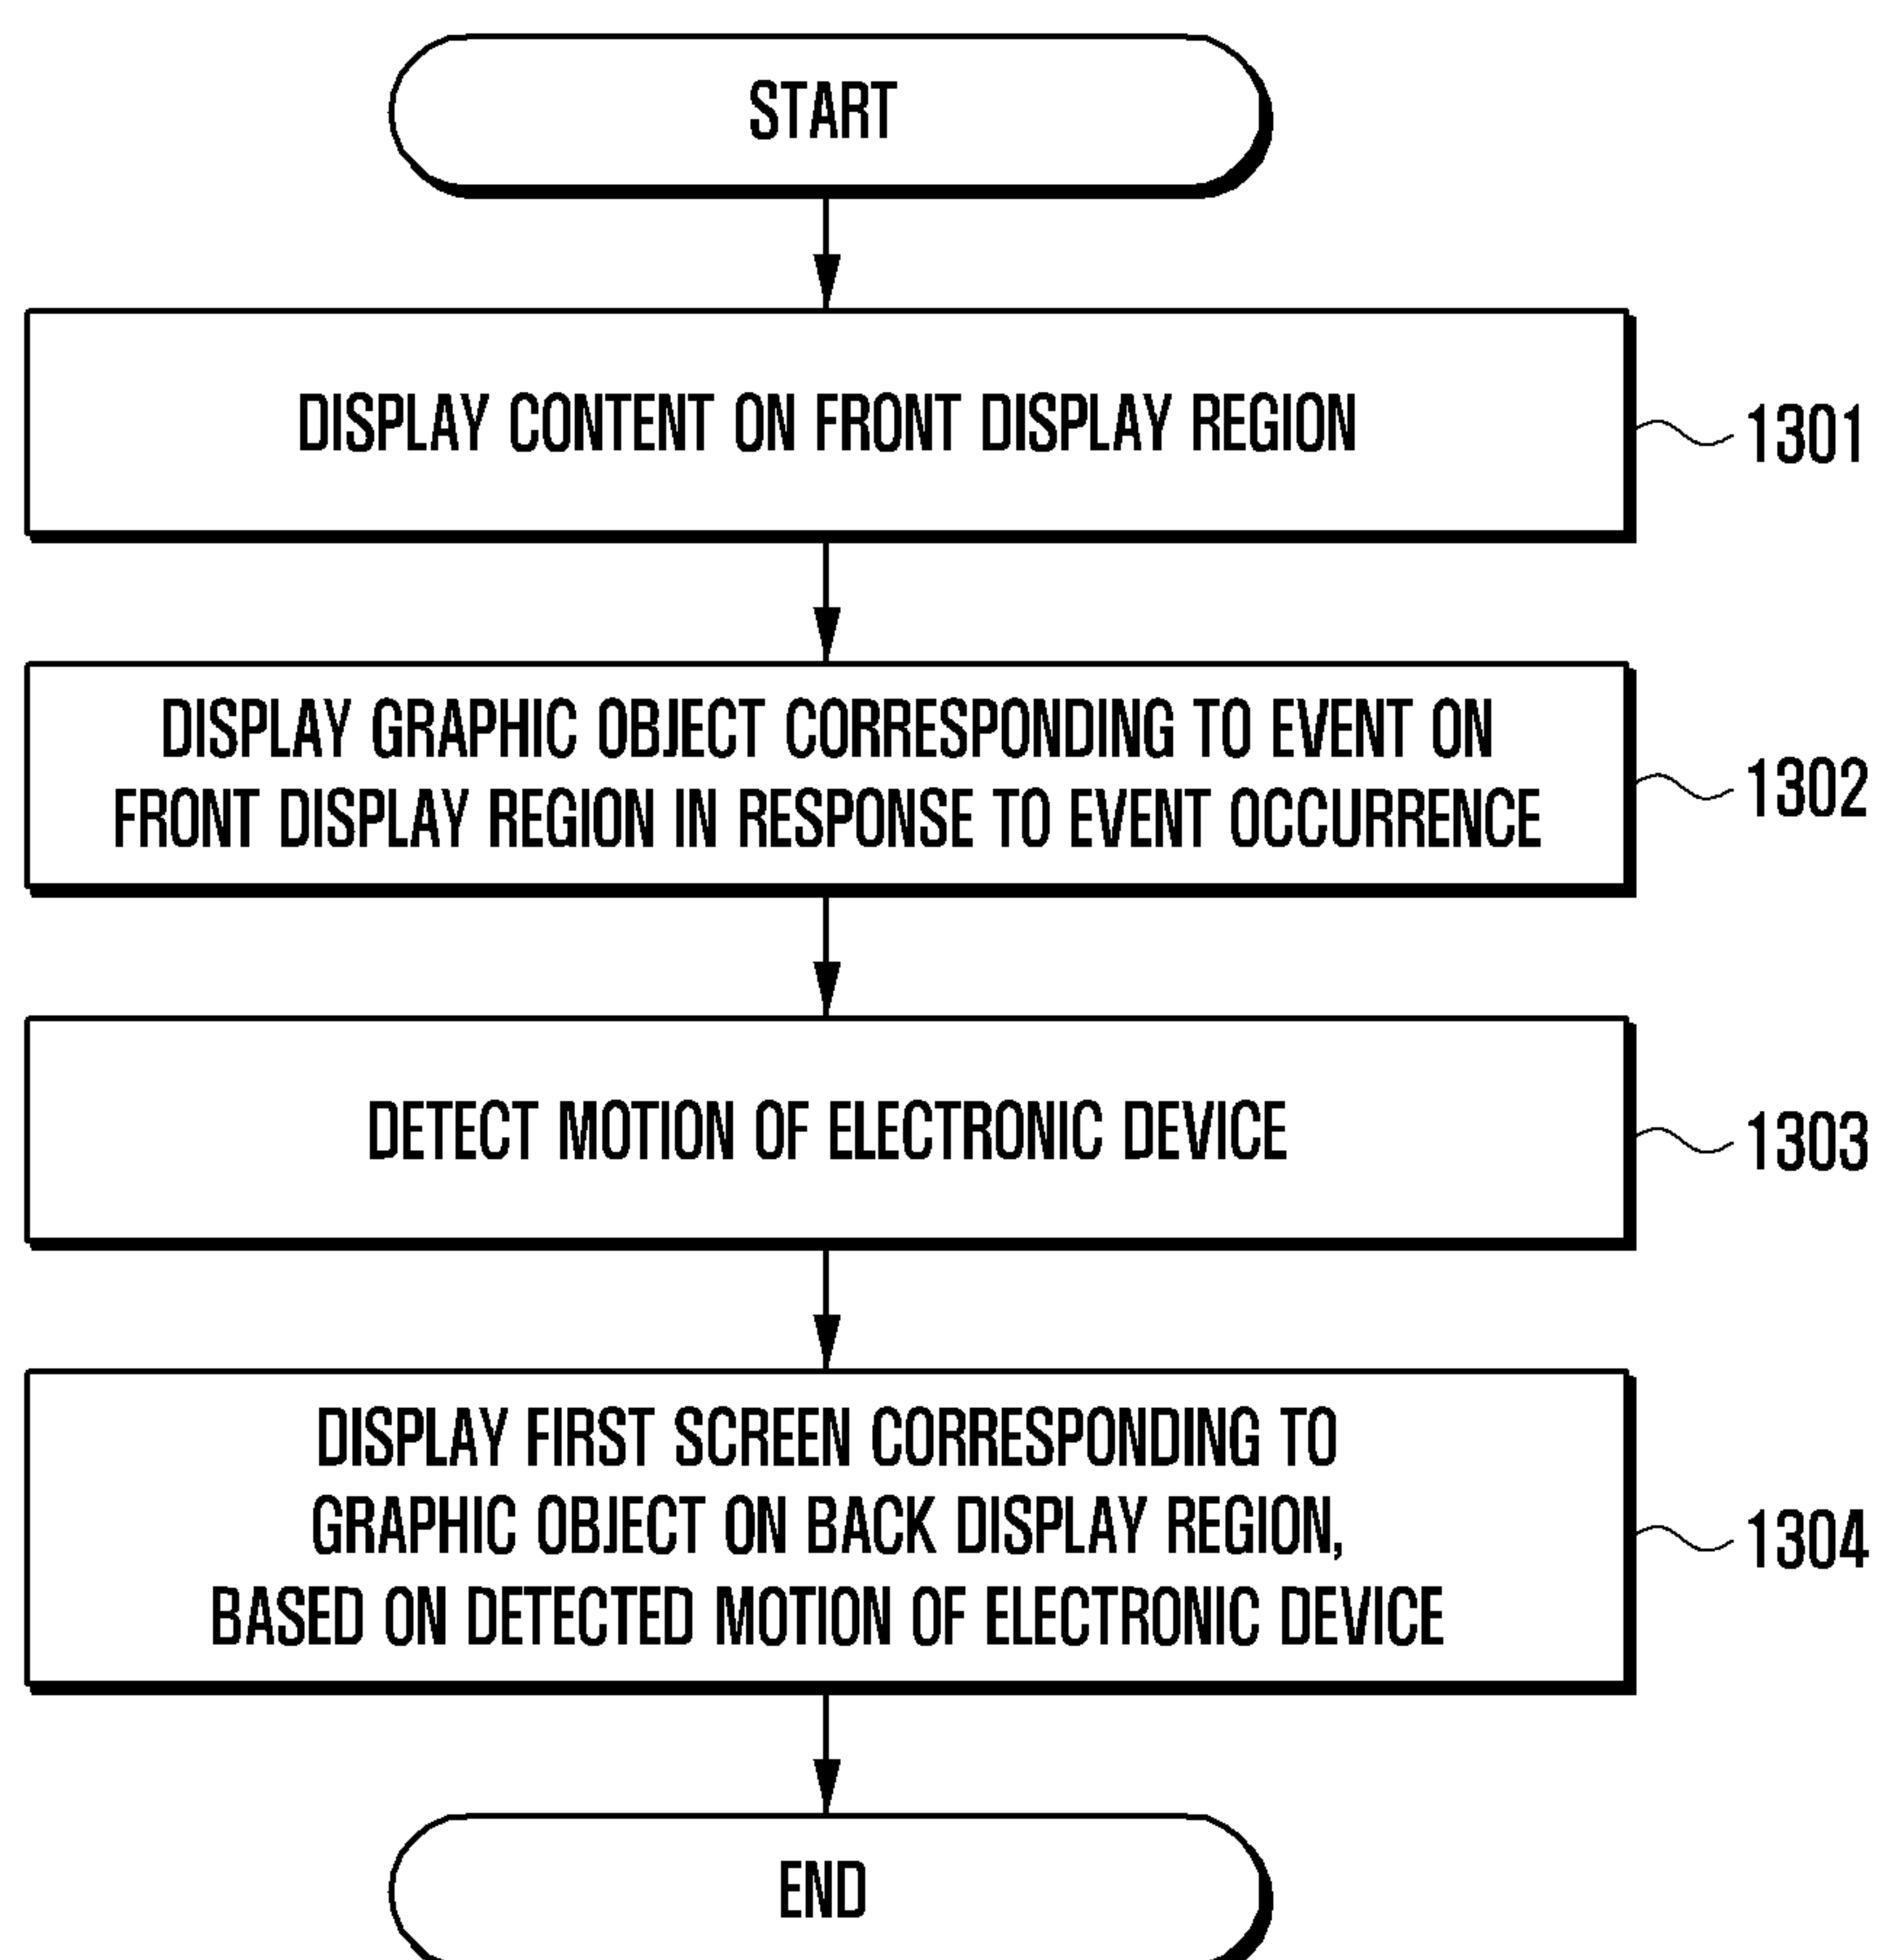 START
DISPLAY CONTENT ON FRONT DISPLAY REGION
1301
DISPLAY GRAPHIC OBJECT CORRESPONDING TO EVENT ON
FRONT DISPLAY REGION IN RESPONSE TO EVENT OCCURRENCE
1302
DETECT MOTION OF ELECTRONIC DEVICE
1303
DISPLAY FIRST SCREEN CORRESPONDING TO
GRAPHIC OBJECT ON BACK DISPLAY REGION,
BASED ON DETECTED MOTION OF ELECTRONIC DEVICE
1304
END